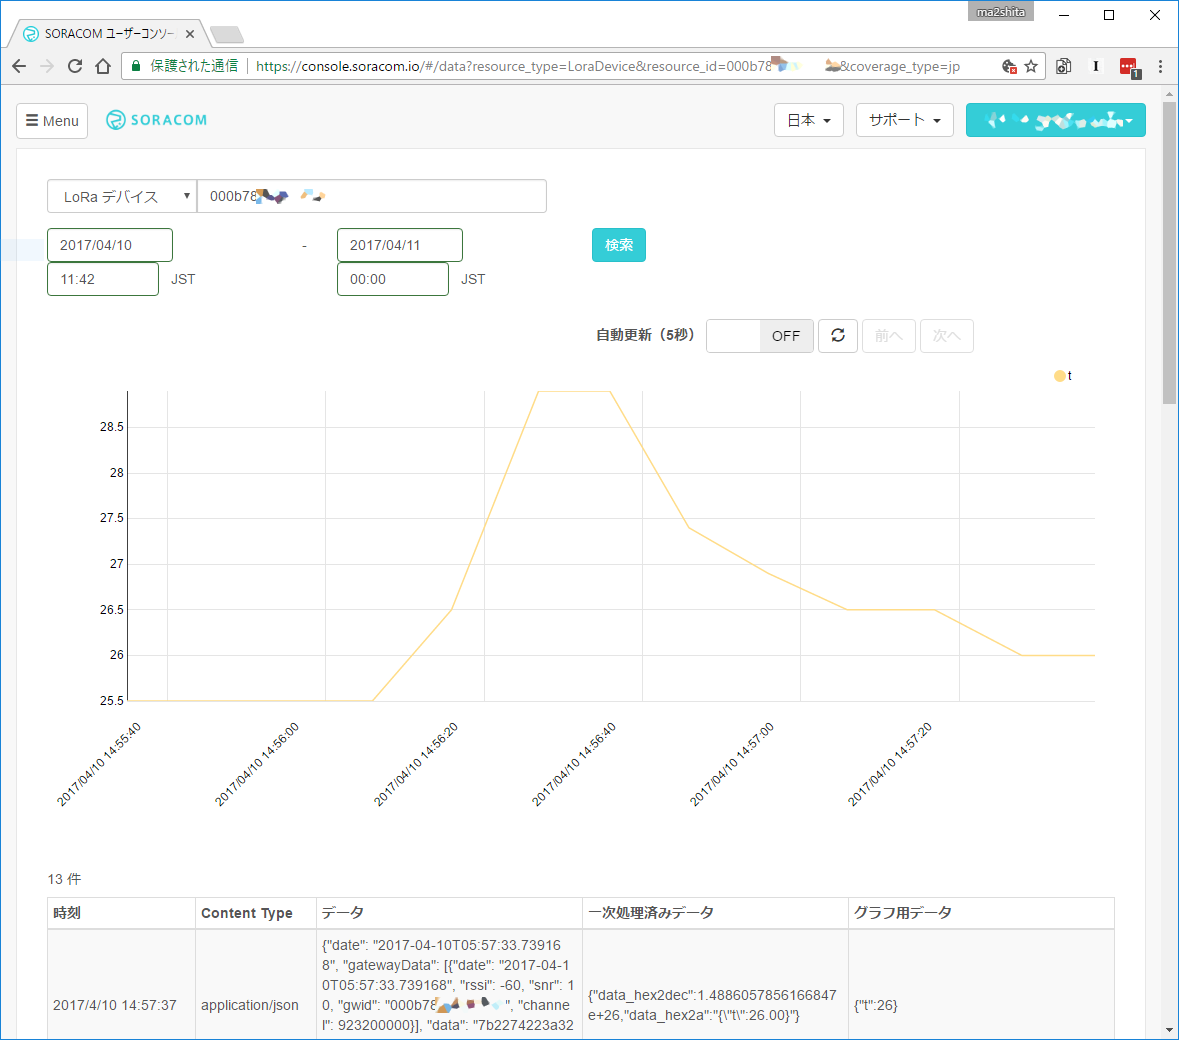 ma2shita
SORACOM ユーザーコンソー
保護された通信
https://console.soracom.io/#/data?resource_type=LoraDevice&resource_id=000b78
&coverage_type=jp
I
1
Menu
SORACOM
日本
サポート
LoRa デバイス
000b78
2017/04/10
-
2017/04/11
検索
11:42
JST
00:00
JST
自動更新（5秒）
OFF
前へ
次へ
t
28.5
28
27.5
27
26.5
26
25.5
2017/04/10 14:55:40
2017/04/10 14:56:00
2017/04/10 14:56:20
2017/04/10 14:56:40
2017/04/10 14:57:00
2017/04/10 14:57:20
13 件
時刻
Content Type
データ
一次処理済みデータ
グラフ用データ
2017/4/10 14:57:37
application/json
{"date": "2017-04-10T05:57:33.73916
8", "gatewayData": [{"date": "2017-04-1
0T05:57:33.739168", "rssi": -60, "snr": 1
0, "gwid": "000b78
", "channe
l": 923200000}], "data": "7b2274223a32
{"data_hex2dec":1.4886057856166847
e+26,"data_hex2a":"{\"t\":26.00}"}
{"t":26}